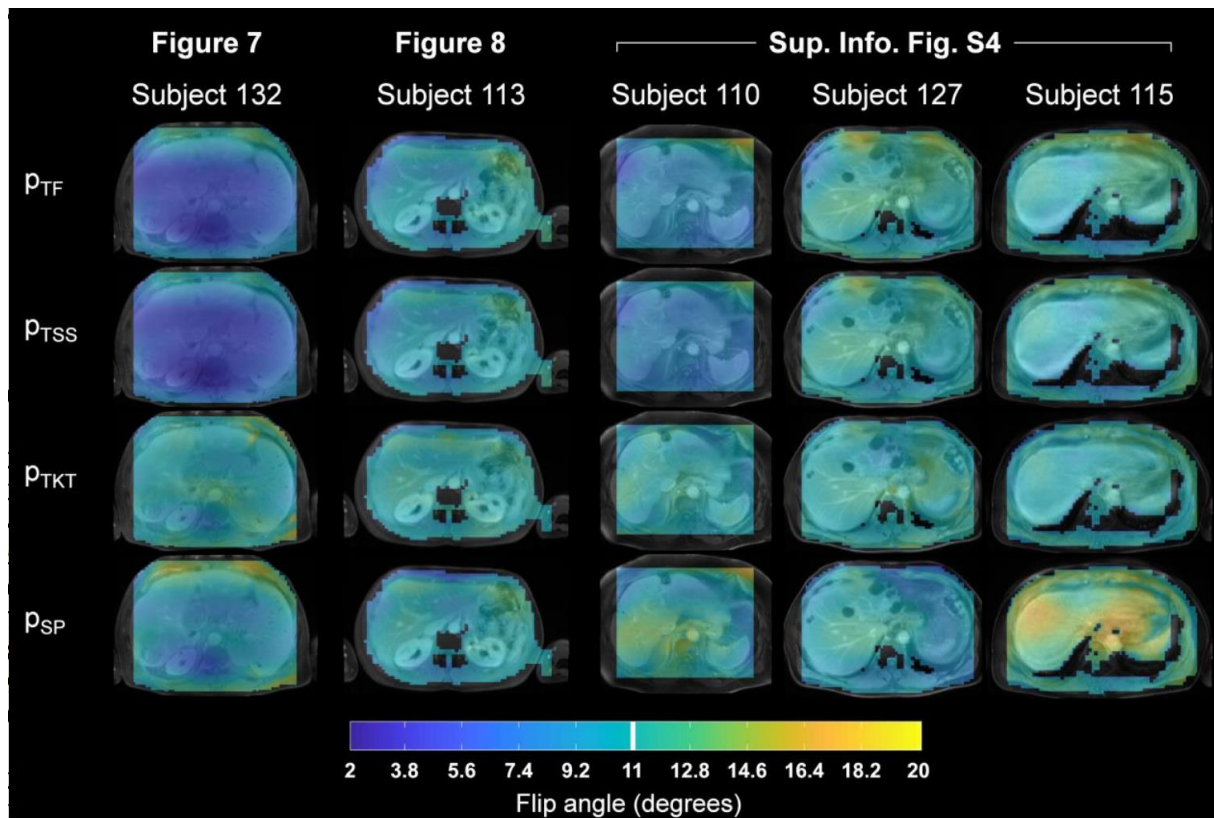 Figure 7 Figure 8 Sup. Info. Fig. S4
Subject 132 Subject 113 Subject 110 Subject 127 Subject 115
pTF
pTSS
pTKT
pSP
2 3.8 5.6 7.4 9.2 11 12.8 14.6 16.4 18.2 20
Flip angle (degrees)